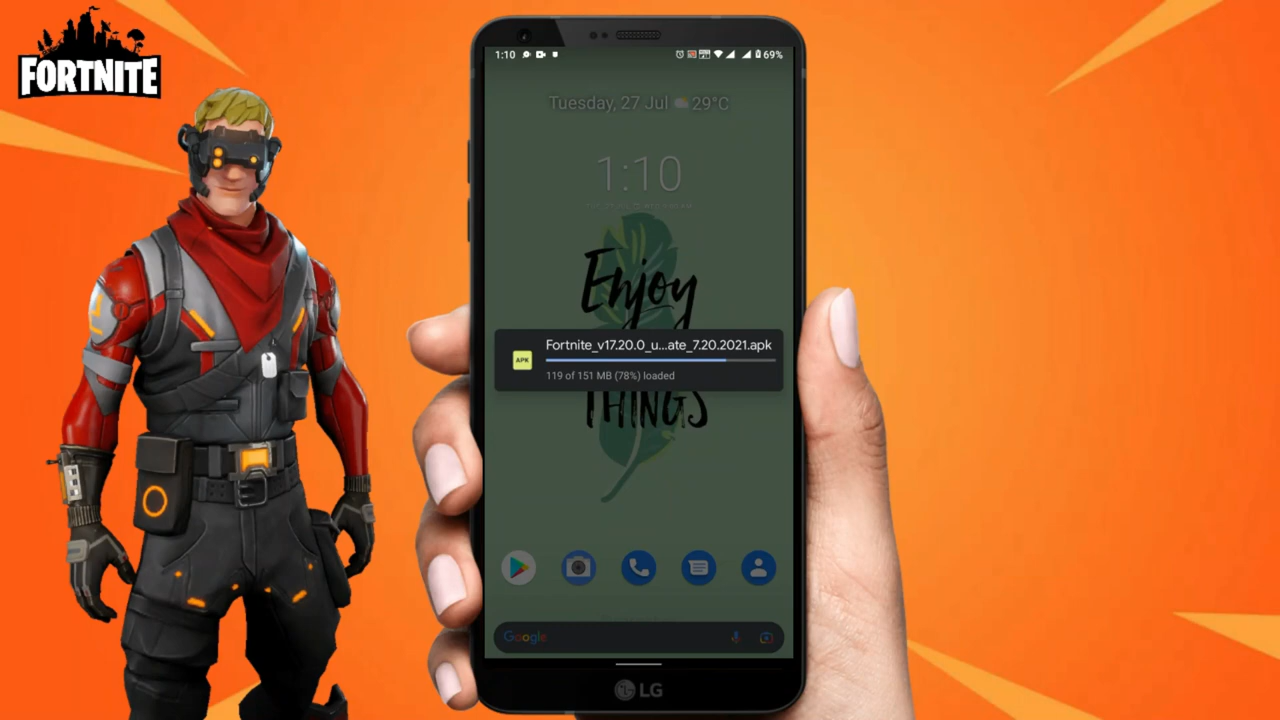 FORTNITE
1:10
69%
Tuesday, 27 Jul 29°C
1:10
Enjoy
Fortnite_v17.20.0_u...ate_7.20.2021.apk
APK
119 of 151 MB (78%) loaded
THINGS
Google
LG